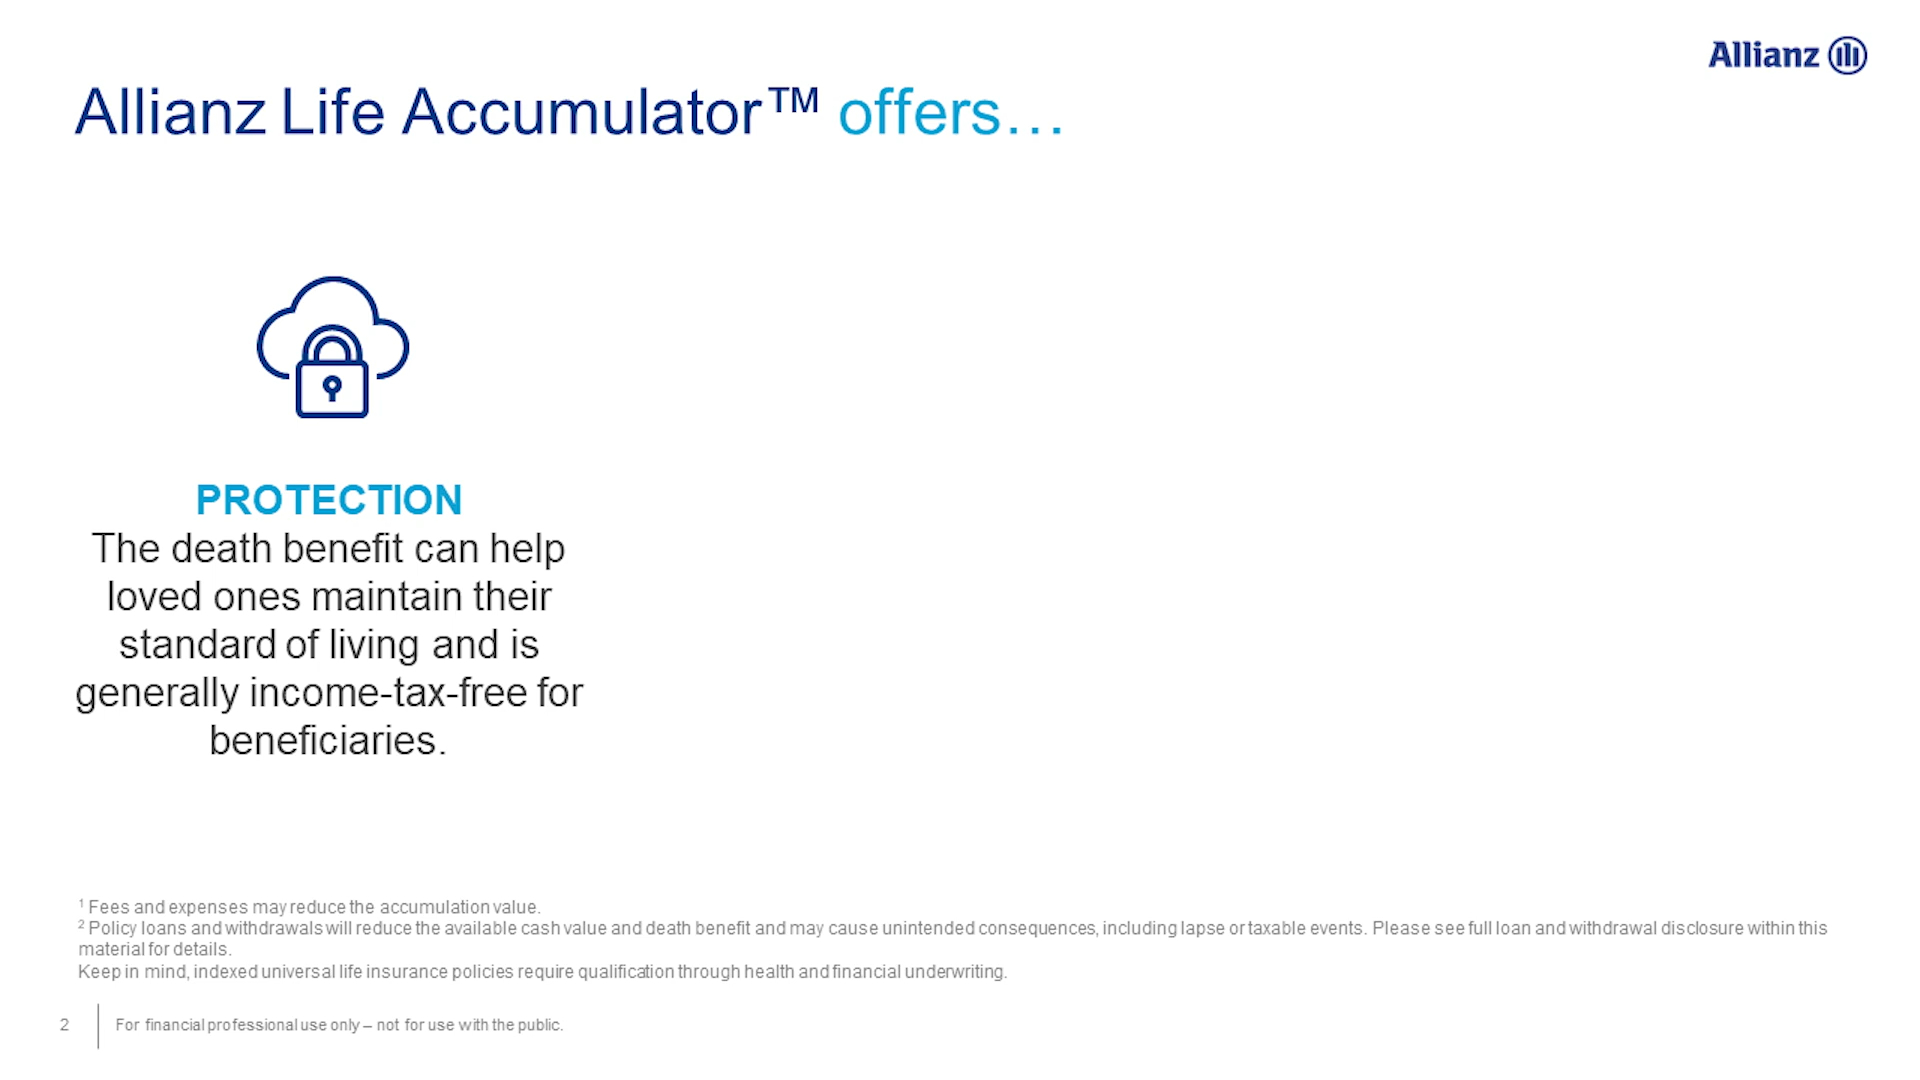 Allianz
Allianz Life Accumulator™ offers…
PROTECTION
The death benefit can help
loved ones maintain their
standard of living and is
generally income-tax-free for
beneficiaries.
¹ Fees and expenses may reduce the accumulation value.
² Policy loans and withdrawals will reduce the available cash value and death benefit and may cause unintended consequences, including lapse or taxable events. Please see full loan and withdrawal disclosure within this
material for details.
Keep in mind, indexed universal life insurance policies require qualification through health and financial underwriting.
2
For financial professional use only – not for use with the public.